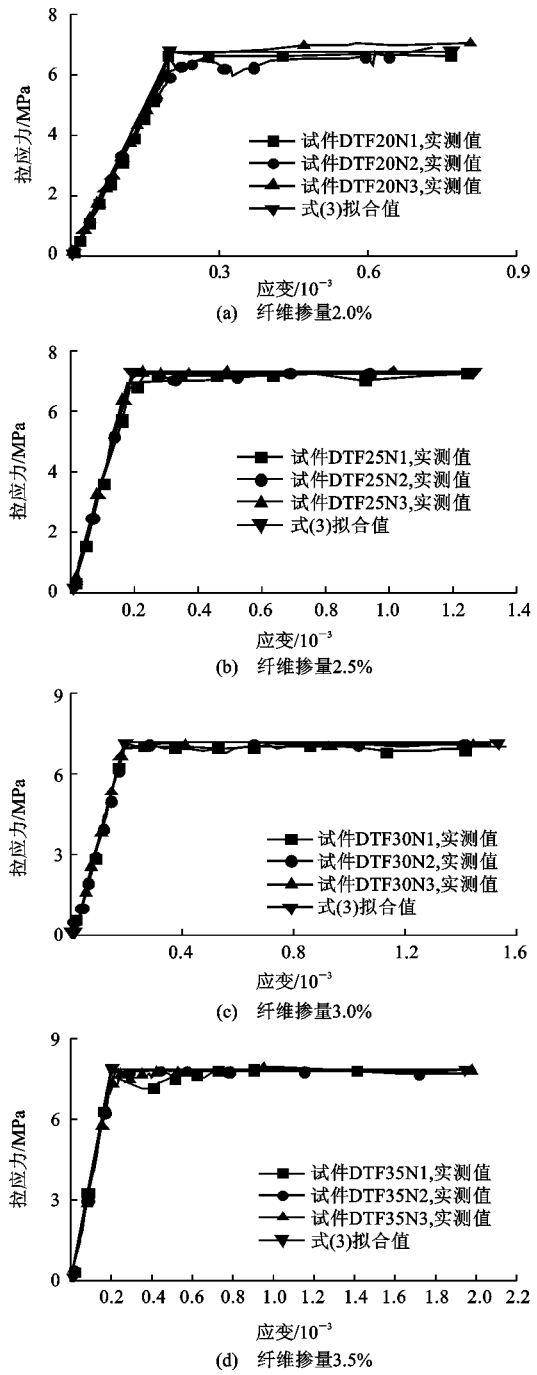 8
6
4
2
0
拉应力/MPa
试件DTF20N1,实测值
试件DTF20N2,实测值
试件DTF20N3,实测值
式(3)拟合值
0.3 0.6 0.9
应变/10⁻³
(a) 纤维掺量2.0%
8
6
4
2
0
拉应力/MPa
试件DTF25N1,实测值
试件DTF25N2,实测值
试件DTF25N3,实测值
式(3)拟合值
0.2 0.4 0.6 0.8 1.0 1.2 1.4
应变/10⁻³
(b) 纤维掺量2.5%
9
6
3
0
拉应力/MPa
试件DTF30N1,实测值
试件DTF30N2,实测值
试件DTF30N3,实测值
式(3)拟合值
0.4 0.8 1.2 1.6
应变/10⁻³
(c) 纤维掺量3.0%
9
6
3
0
拉应力/MPa
试件DTF35N1,实测值
试件DTF35N2,实测值
试件DTF35N3,实测值
式(3)拟合值
0.2 0.4 0.6 0.8 1.0 1.2 1.4 1.6 1.8 2.0 2.2
应变/10⁻³
(d) 纤维掺量3.5%